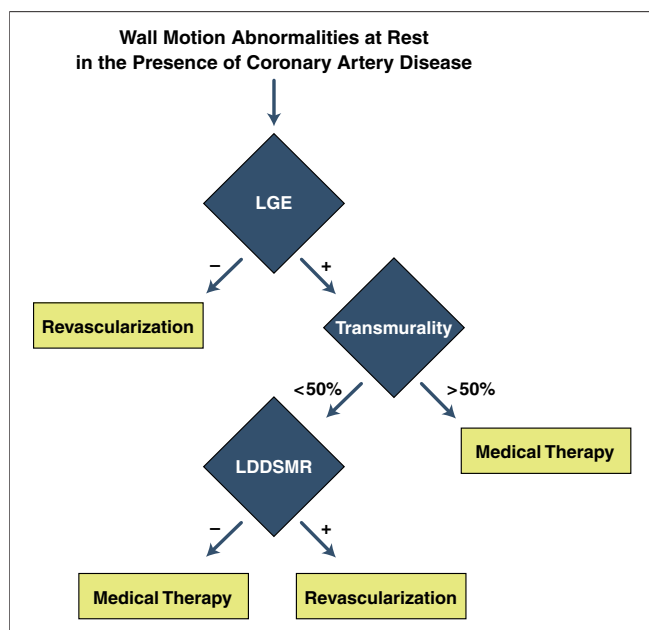 Wall Motion Abnormalities at Rest
in the Presence of Coronary Artery Disease
LGE
–
+
Revascularization
Transmurality
<50%
>50%
LDDSMR
Medical Therapy
–
+
Medical Therapy
Revascularization